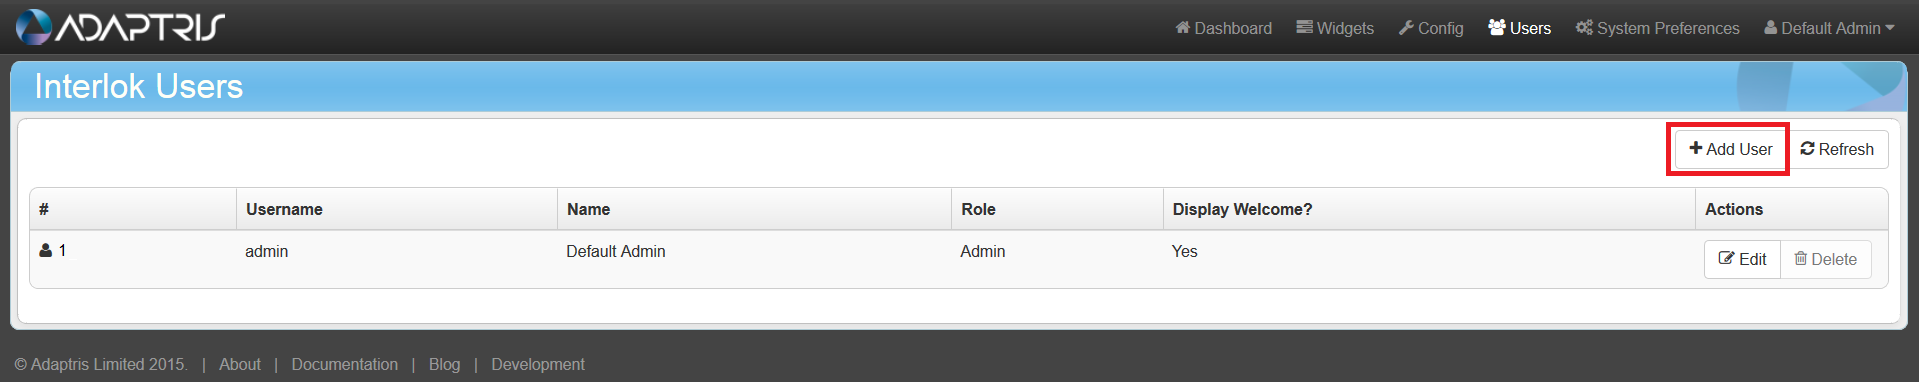 ADAPTRIS Dashboard Widgets Config Users System Preferences Default Admin
Interlok Users
Add User Refresh
# Username Name Role Display Welcome? Actions
1 admin Default Admin Admin Yes Edit Delete
© Adaptris Limited 2015. | About | Documentation | Blog | Development